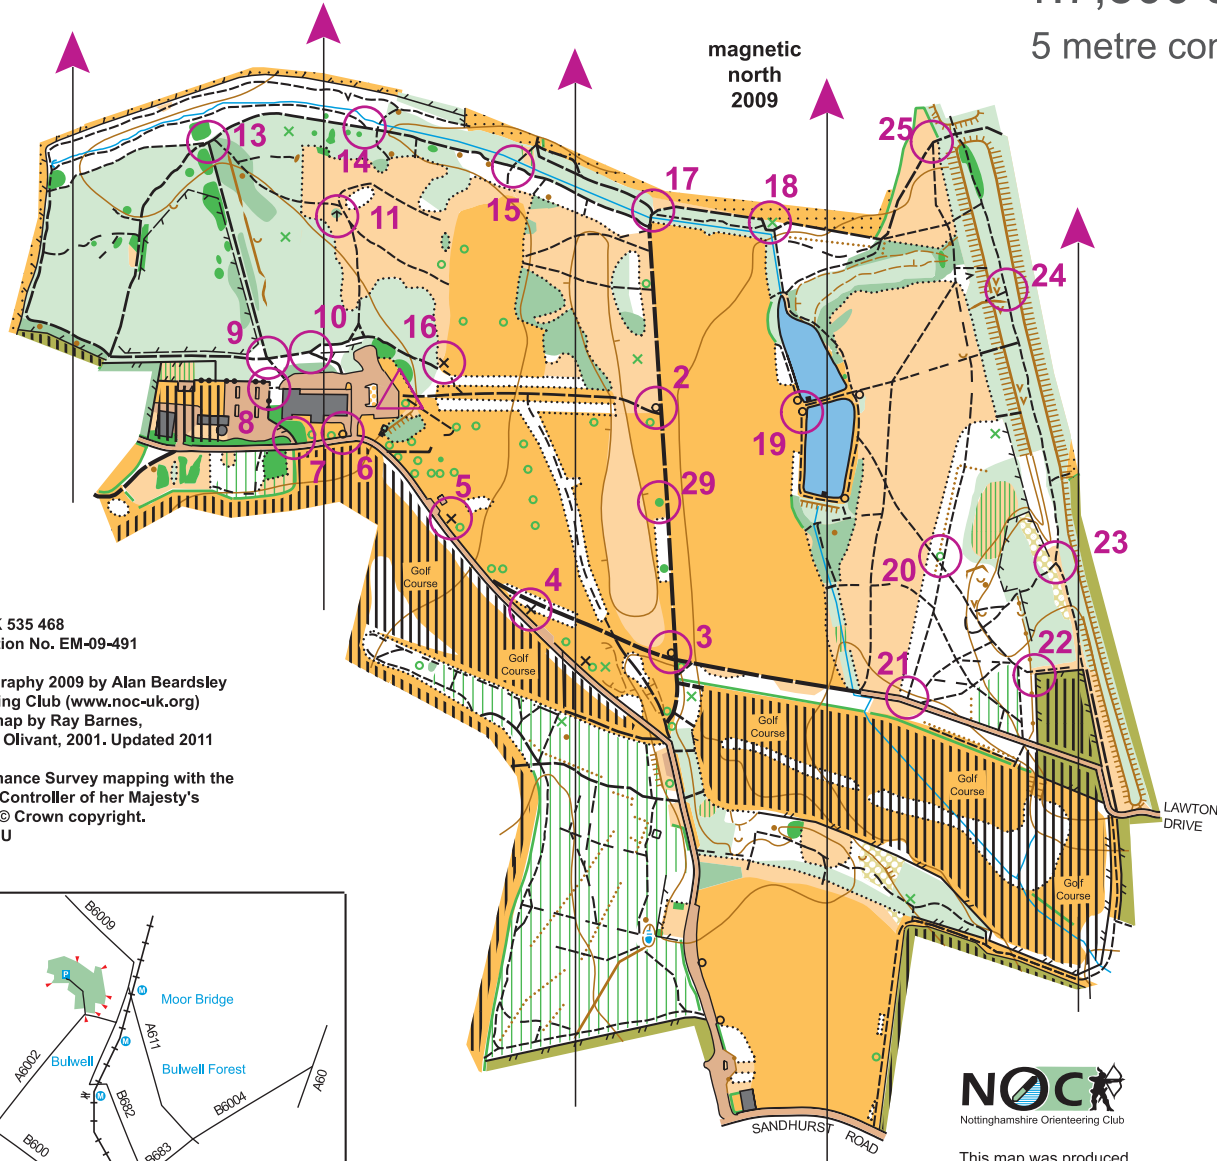 5 metre con
magnetic
north
2009
25
13
14
17
18
15
11
24
10
9
16
2
8
19
7
6
29
5
23
20
4
Golf
Course
3
22
Golf
Course
21
Golf
Course
Golf
Course
Golf
Course
K 535 468
tion No. EM-09-491
raphy 2009 by Alan Beardsley
ing Club (www.noc-uk.org)
map by Ray Barnes,
Olivant, 2001. Updated 2011
nance Survey mapping with the
Controller of her Majesty's
© Crown copyright.
U
LAWTON
DRIVE
B6009
P
M
Moor Bridge
A611
M
A6002
Bulwell
Bulwell Forest
M
B682
B6004
A60
B600
B683
SANDHURST ROAD
NOC
Nottinghamshire Orienteering Club
This map was produced